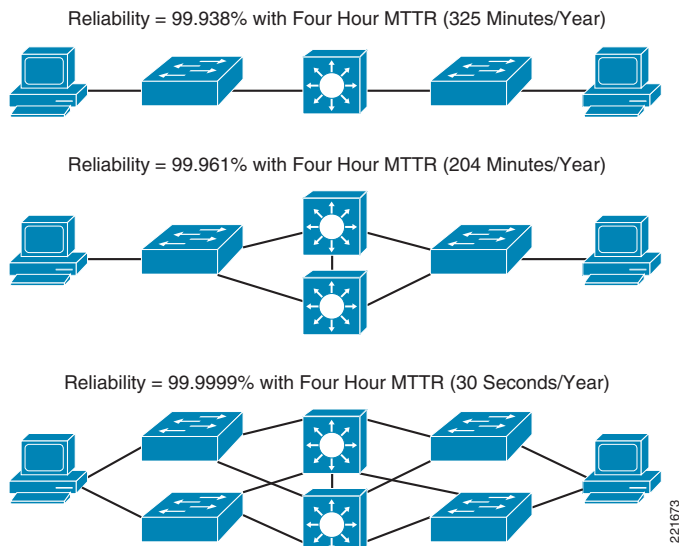 Reliability = 99.938% with Four Hour MTTR (325 Minutes/Year)
Reliability = 99.961% with Four Hour MTTR (204 Minutes/Year)
Reliability = 99.9999% with Four Hour MTTR (30 Seconds/Year)
221673